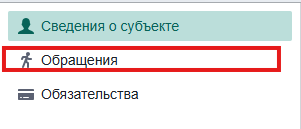 Сведения о субъекте
Обращения
Обязательства